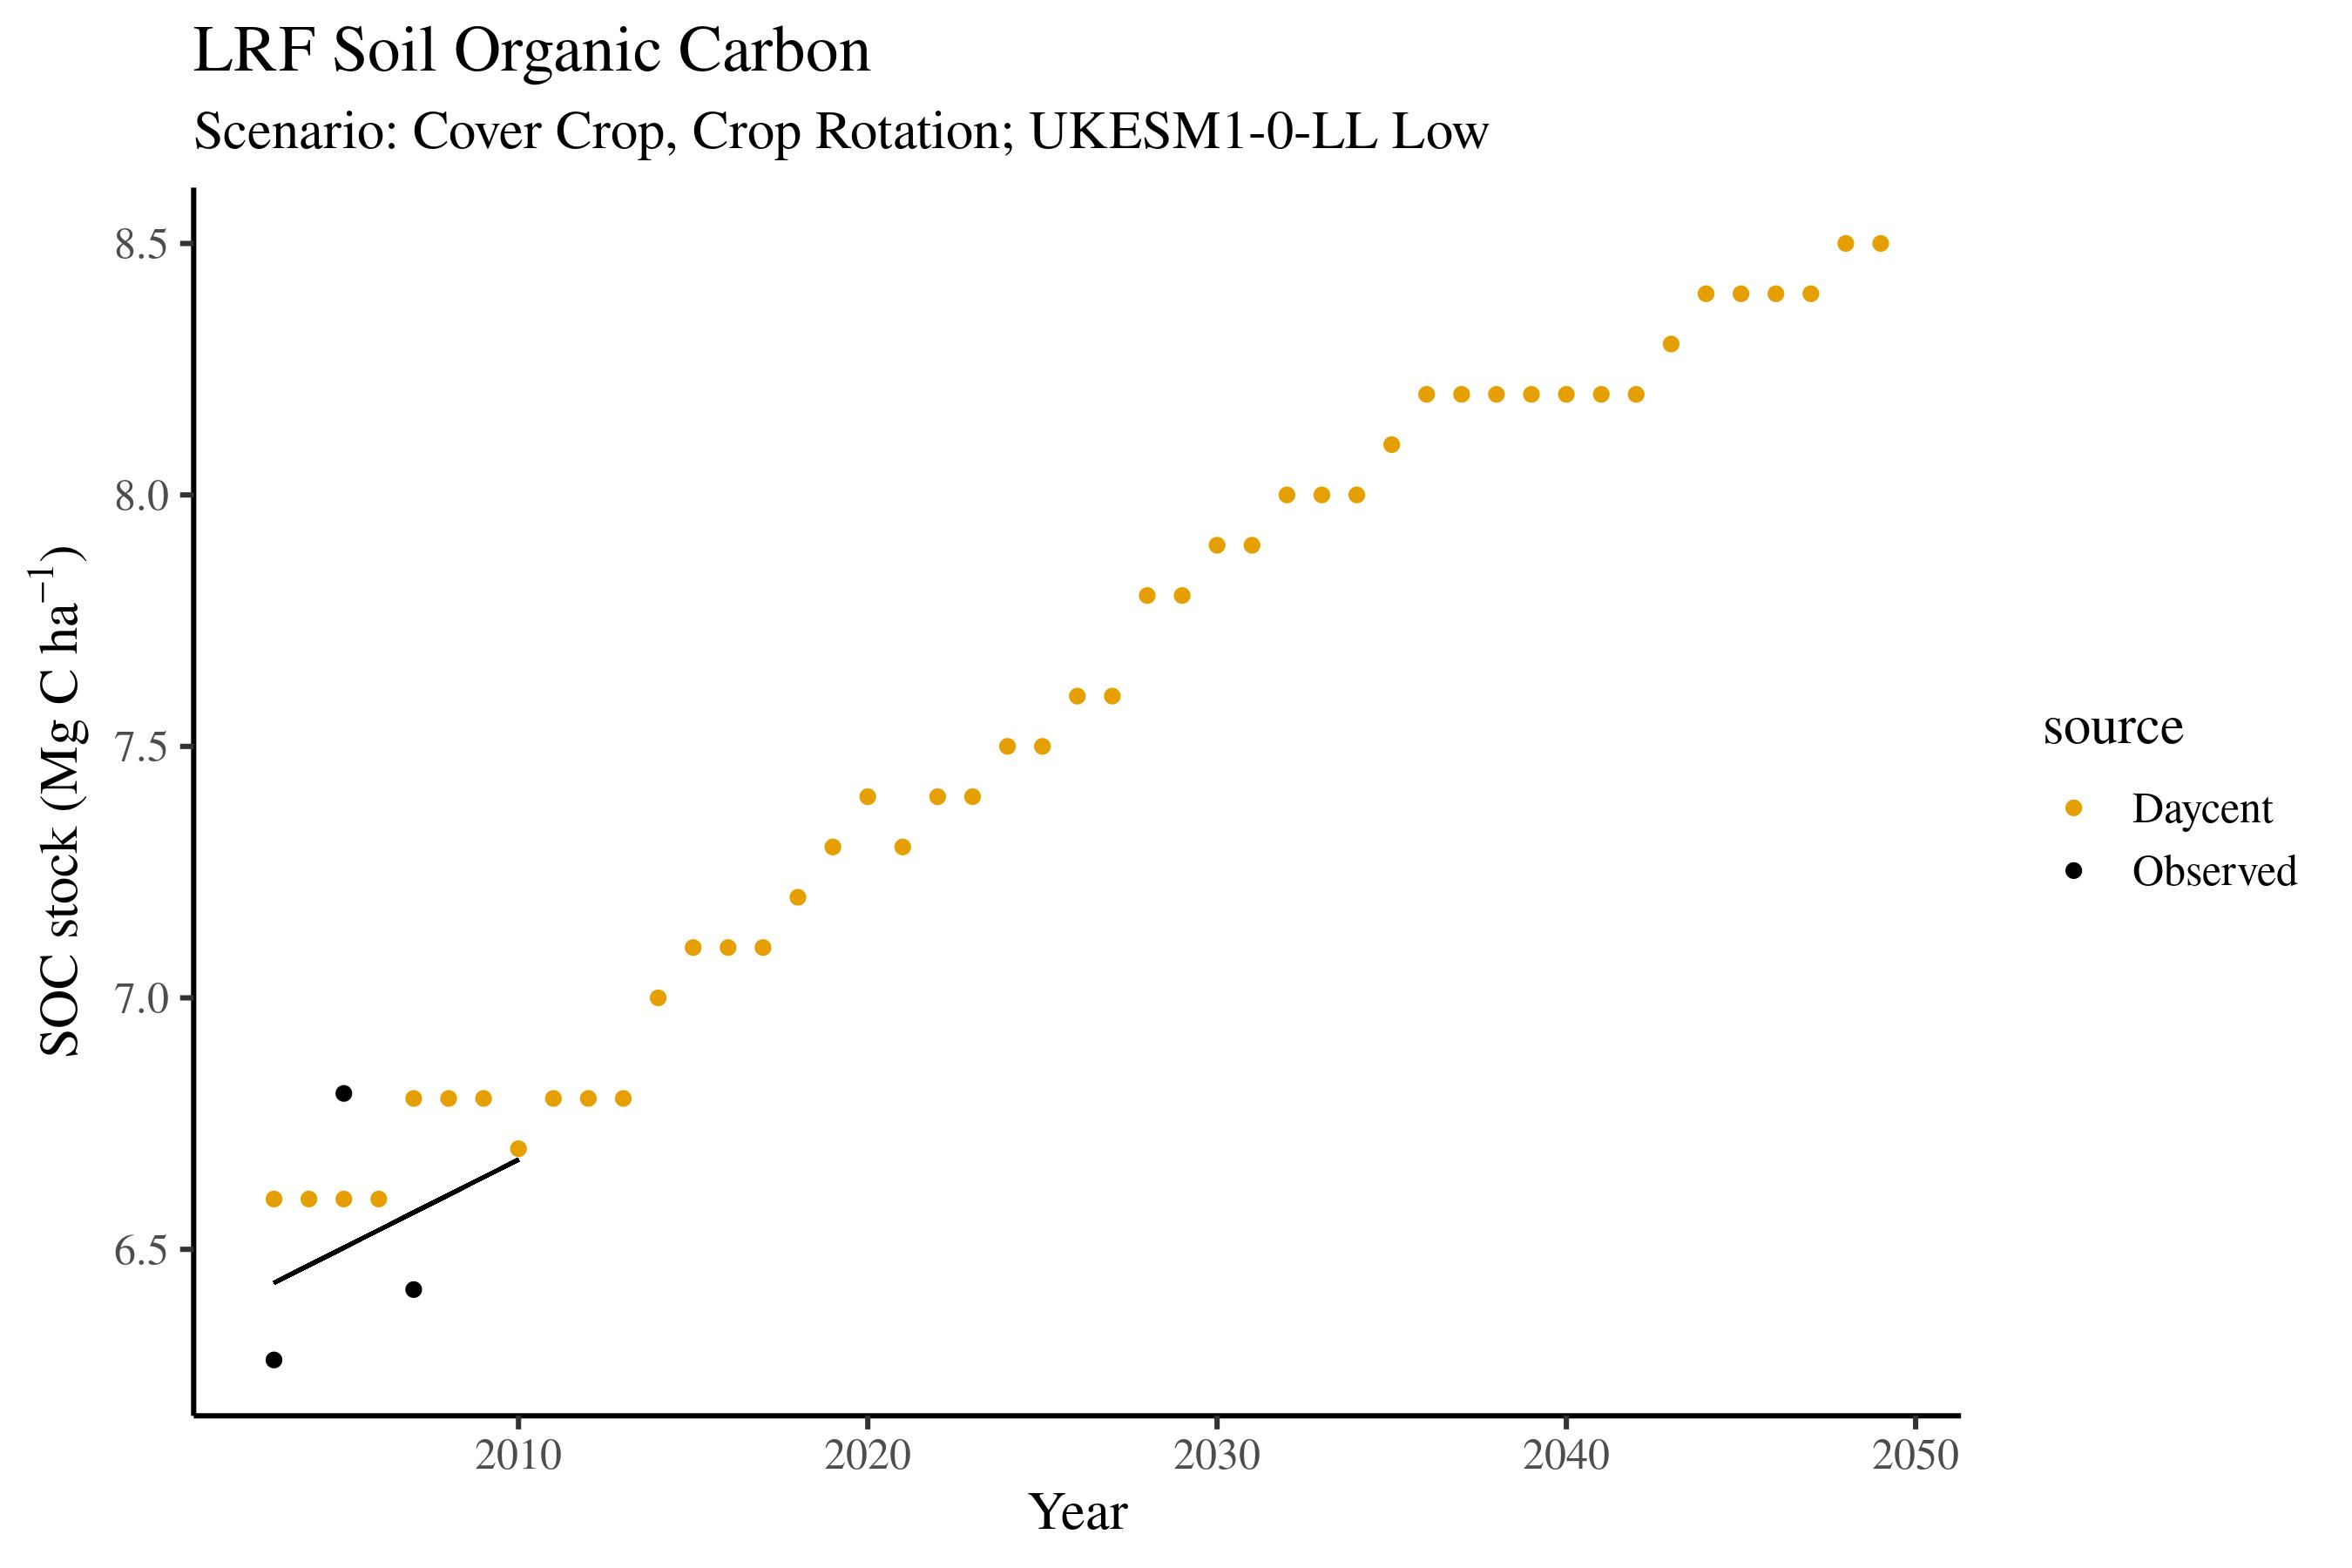 LRF Soil Organic Carbon
Scenario: Cover Crop, Crop Rotation; UKESM1-0-LL Low
SOC stock (Mg C ha⁻¹)
8.5
8.0
7.5
7.0
6.5
2010 2020 2030 2040 2050
Year
source
Daycent
Observed